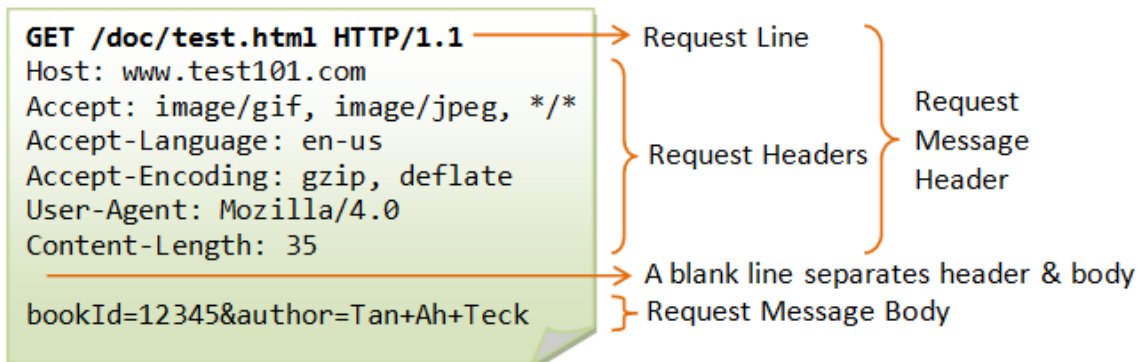 GET /doc/test.html HTTP/1.1
Request Line
Host: www.test101.com
Accept: image/gif, image/jpeg, */*
Accept-Language: en-us
Accept-Encoding: gzip, deflate
User-Agent: Mozilla/4.0
Content-Length: 35
Request Headers
Request
Message
Header
A blank line separates header & body
bookId=12345&author=Tan+Ah+Teck
Request Message Body